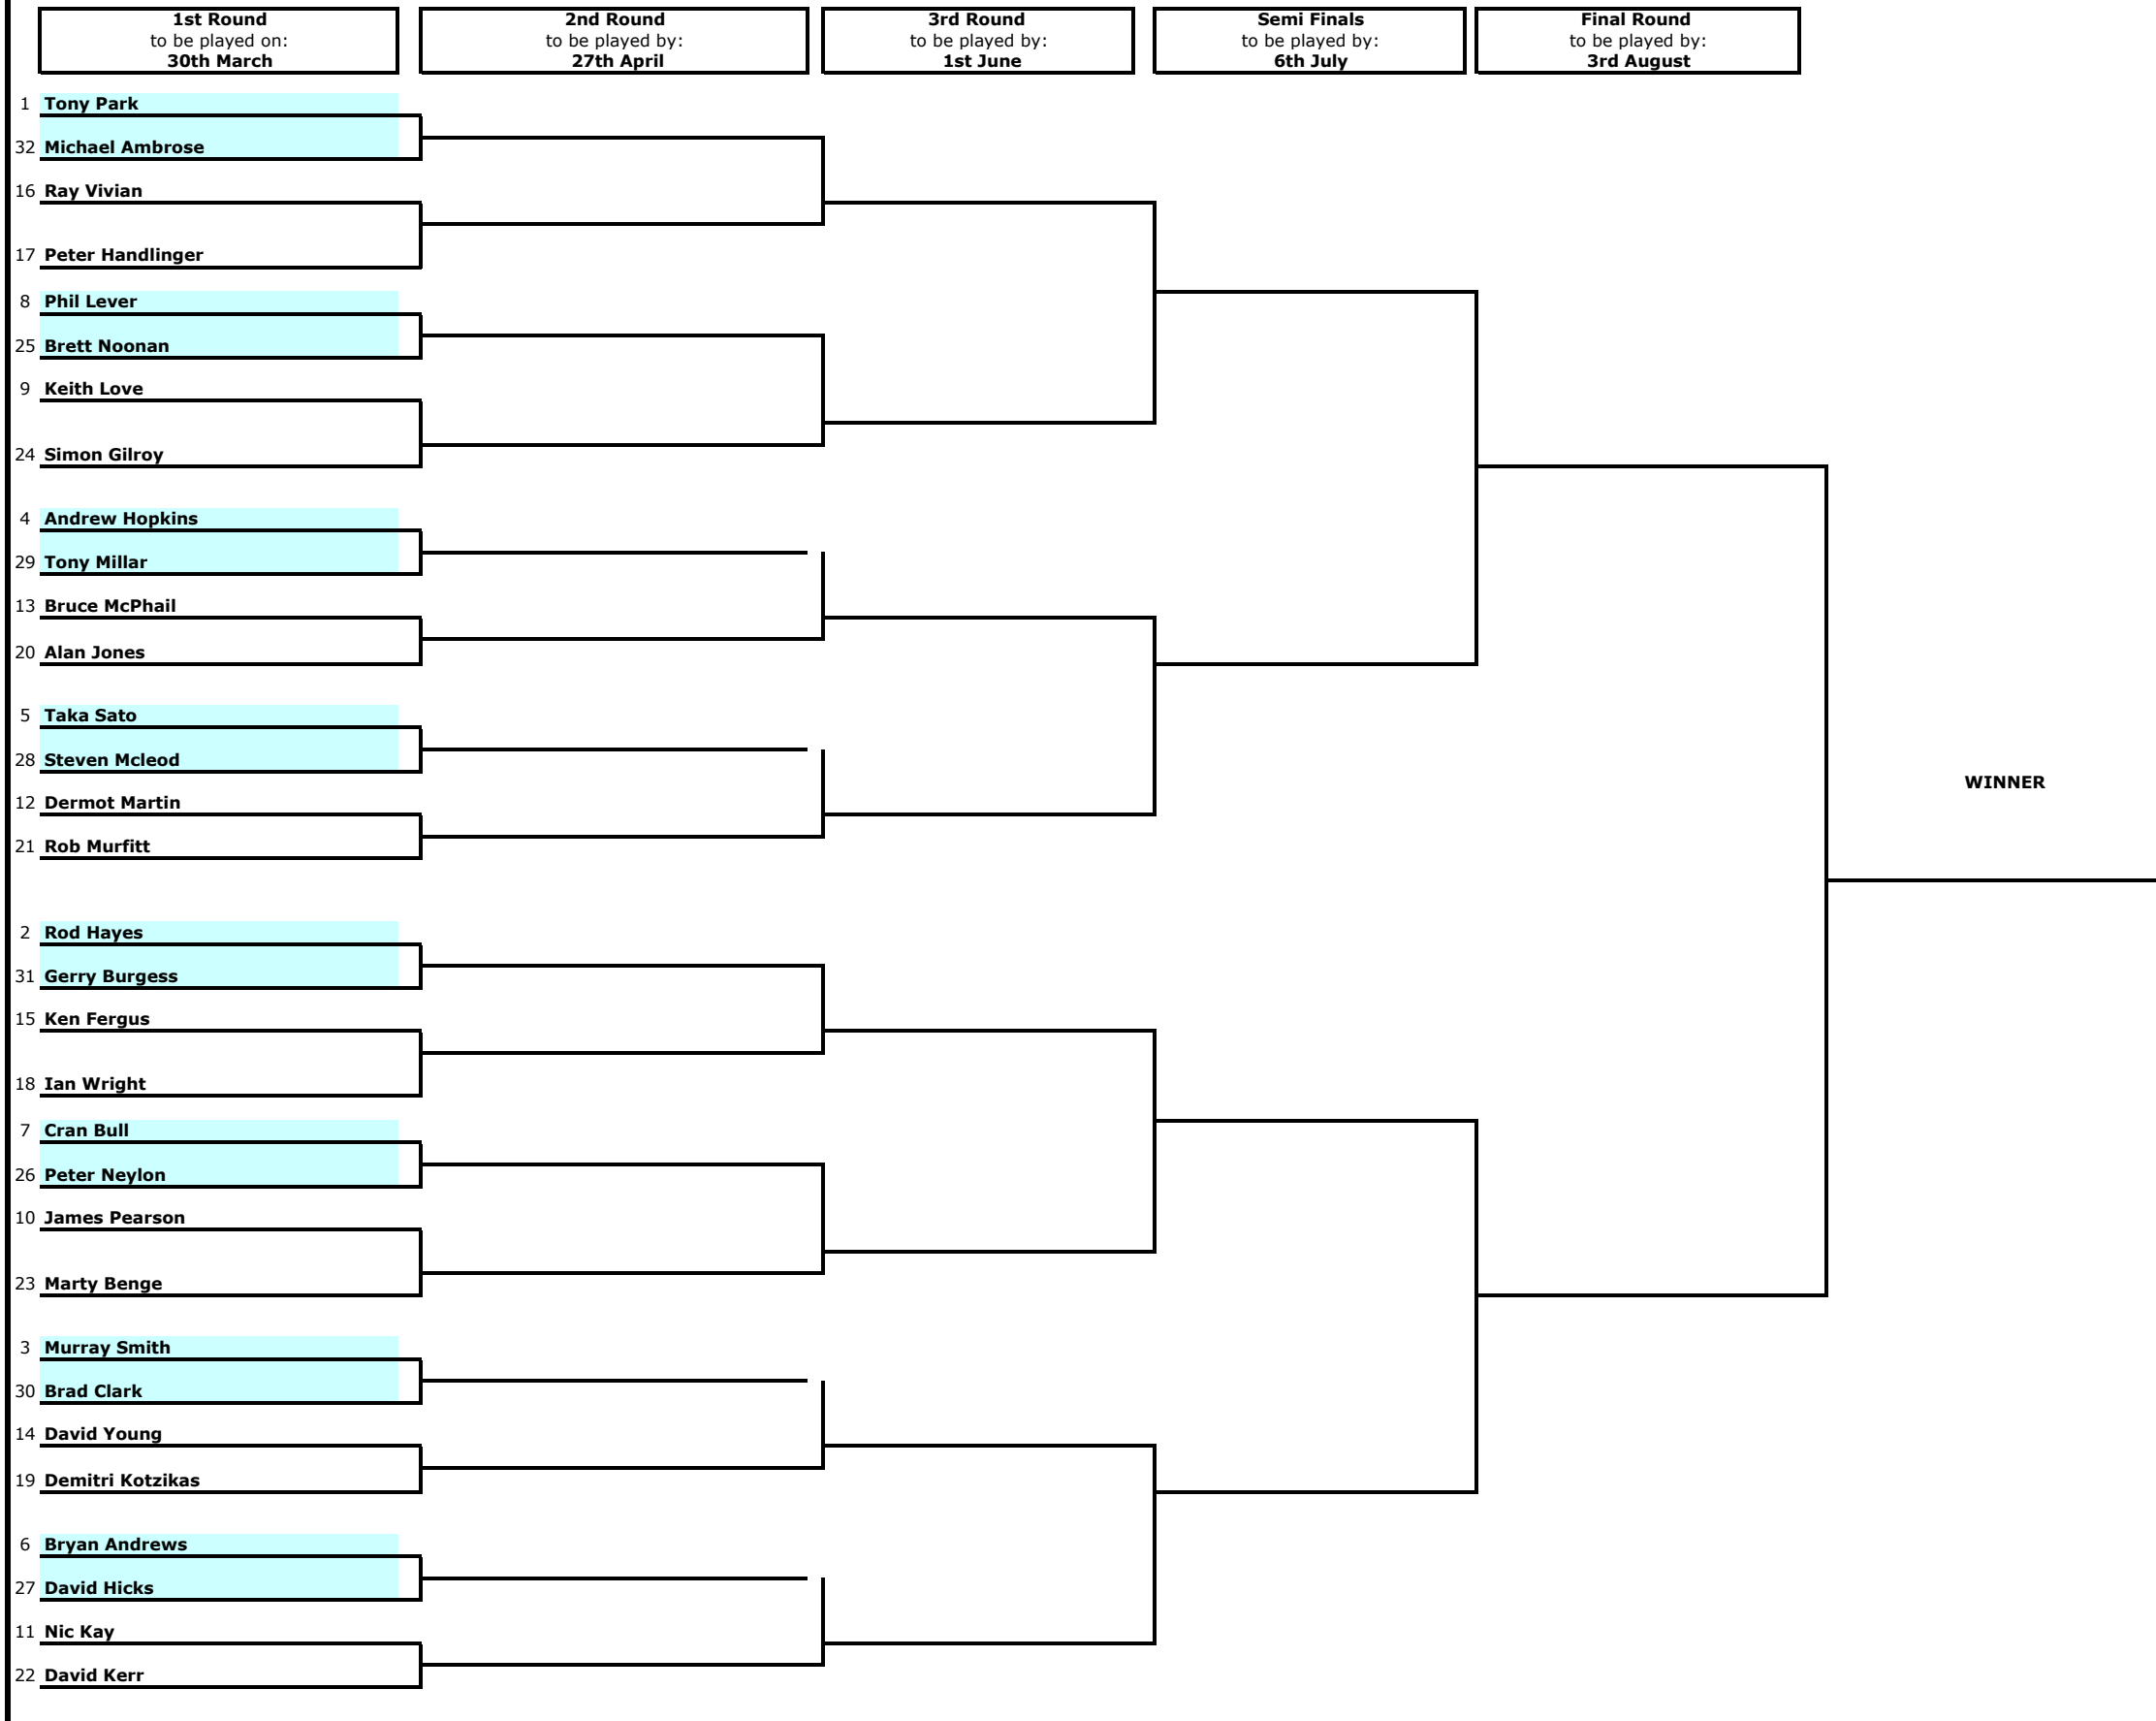 1st Round
to be played on:
30th March
2nd Round
to be played by:
27th April
3rd Round
to be played by:
1st June
Semi Finals
to be played by:
6th July
Final Round
to be played by:
3rd August
1 Tony Park
32 Michael Ambrose
16 Ray Vivian
17 Peter Handlinger
8 Phil Lever
25 Brett Noonan
9 Keith Love
24 Simon Gilroy
4 Andrew Hopkins
29 Tony Millar
13 Bruce McPhail
20 Alan Jones
5 Taka Sato
28 Steven Mcleod
12 Dermot Martin
21 Rob Murfitt
WINNER
2 Rod Hayes
31 Gerry Burgess
15 Ken Fergus
18 Ian Wright
7 Cran Bull
26 Peter Neylon
10 James Pearson
23 Marty Benge
3 Murray Smith
30 Brad Clark
14 David Young
19 Demitri Kotzikas
6 Bryan Andrews
27 David Hicks
11 Nic Kay
22 David Kerr